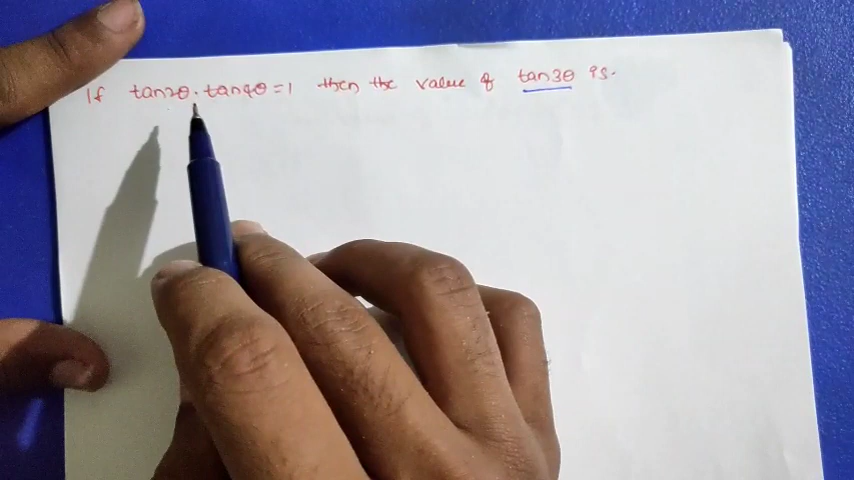 If tan2θ · tan4θ = 1 then the value of tan3θ is.